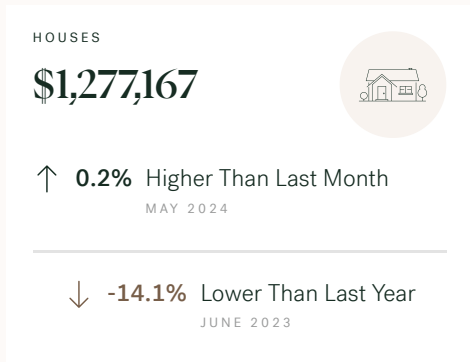 HOUSES
$1,277,167
0.2% Higher Than Last Month
MAY 2024
-14.1% Lower Than Last Year
JUNE 2023